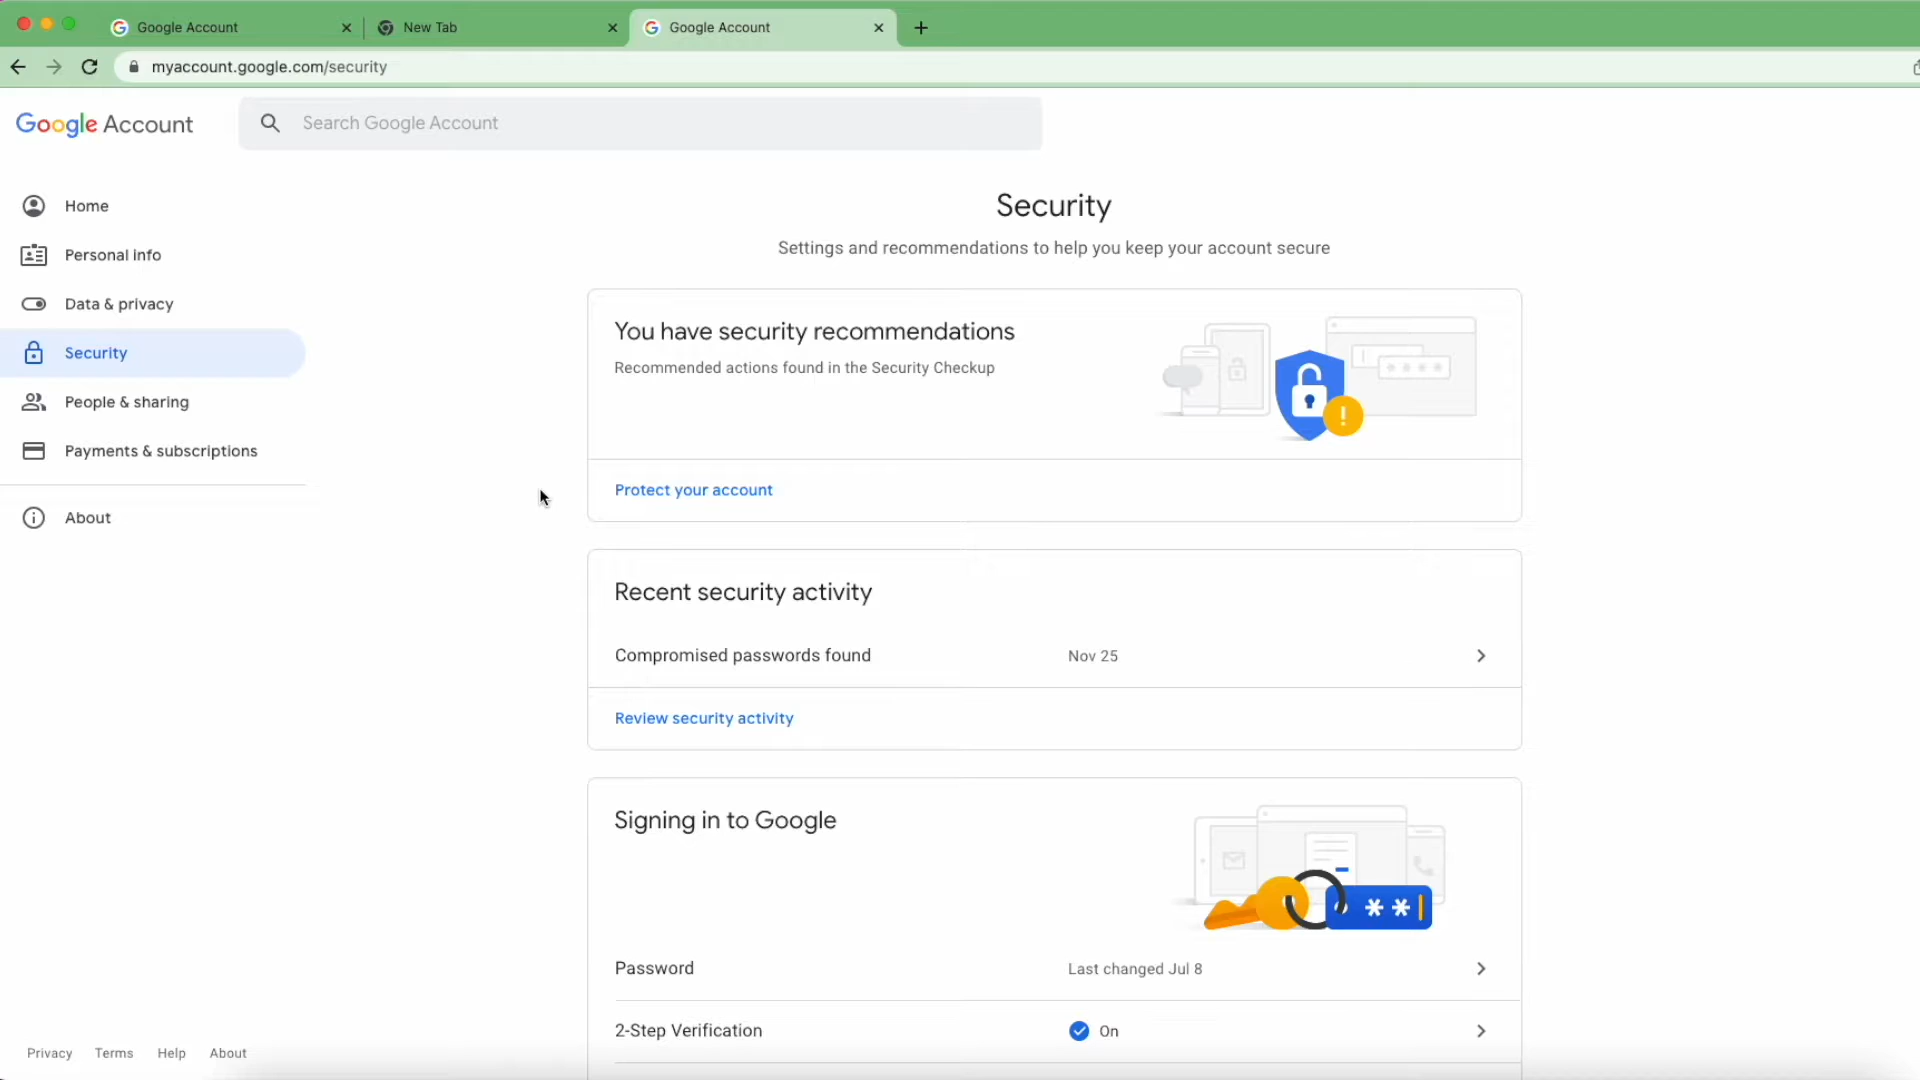 Google Account
New Tab
Google Account
myaccount.google.com/security
Google Account
Search Google Account
Home
Personal info
Data & privacy
Security
People & sharing
Payments & subscriptions
About
Security
Settings and recommendations to help you keep your account secure
You have security recommendations
Recommended actions found in the Security Checkup
Protect your account
Recent security activity
Compromised passwords found Nov 25
Review security activity
Signing in to Google
Password Last changed Jul 8
2-Step Verification On
Privacy Terms Help About